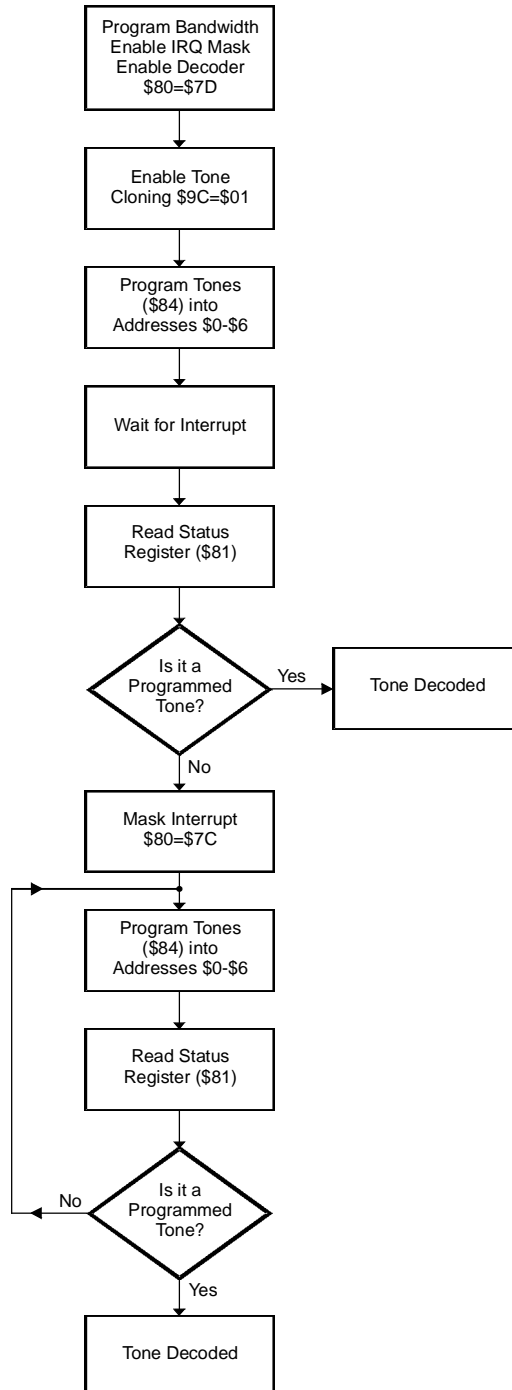 Program Bandwidth
Enable IRQ Mask
Enable Decoder
$80=$7D
Enable Tone
Cloning $9C=$01
Program Tones
($84) into
Addresses $0-$6
Wait for Interrupt
Read Status
Register ($81)
Is it a
Programmed
Tone?
Yes
Tone Decoded
No
Mask Interrupt
$80=$7C
Program Tones
($84) into
Addresses $0-$6
Read Status
Register ($81)
Is it a
Programmed
Tone?
No
Yes
Tone Decoded